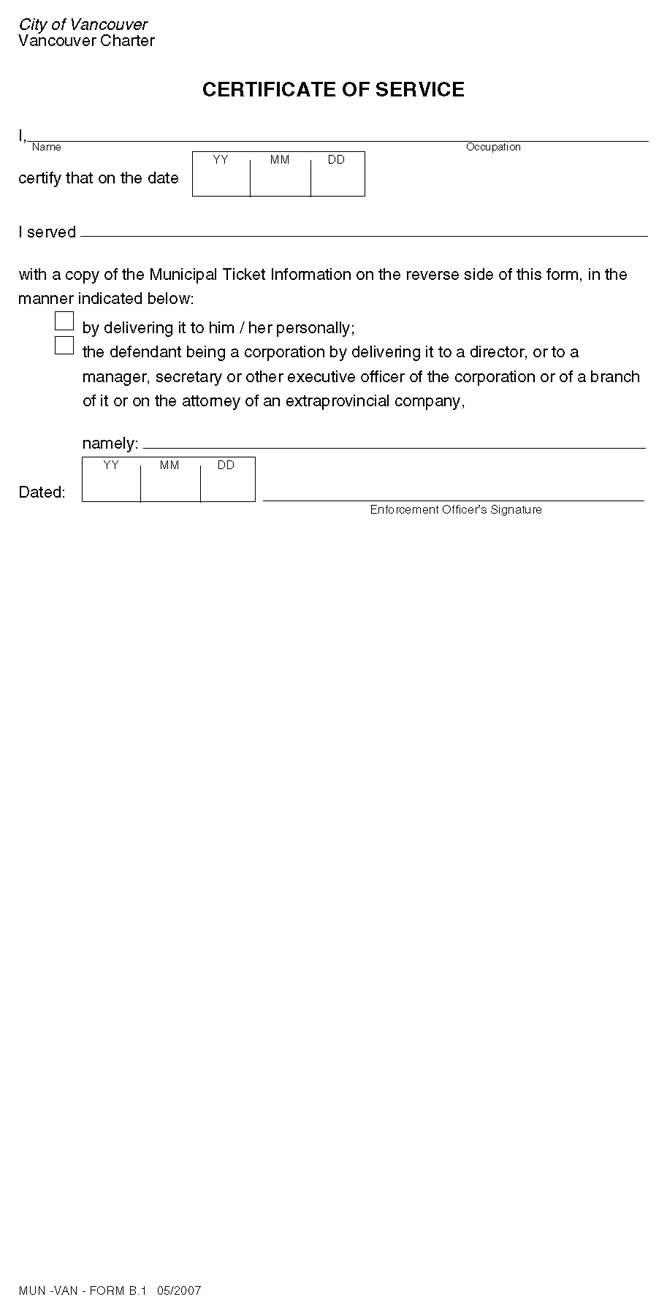 City of Vancouver
Vancouver Charter
CERTIFICATE OF SERVICE
I,
Name Occupation
YY MM DD
certify that on the date
I served
with a copy of the Municipal Ticket Information on the reverse side of this form, in the
manner indicated below:
by delivering it to him / her personally;
the defendant being a corporation by delivering it to a director, or to a
manager, secretary or other executive officer of the corporation or of a branch
of it or on the attorney of an extraprovincial company,
namely:
YY MM DD
Dated:
Enforcement Officer's Signature
MUN -VAN - FORM B.1 05/2007